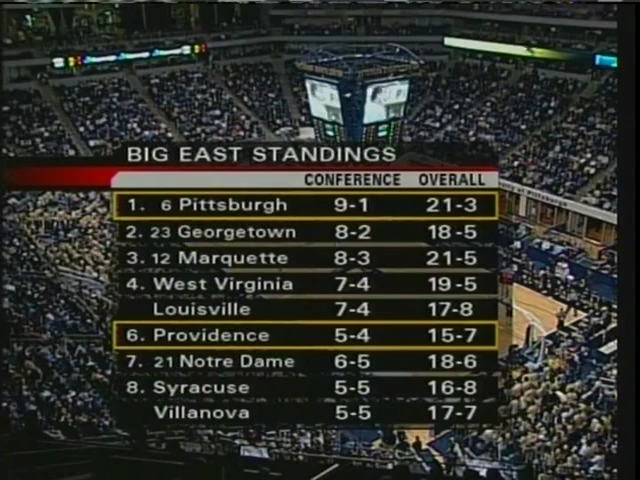 BIG EAST STANDINGS
CONFERENCE OVERALL
1. 6 Pittsburgh 9-1 21-3
2. 23 Georgetown 8-2 18-5
3. 12 Marquette 8-3 21-5
4. West Virginia 7-4 19-5
Louisville 7-4 17-8
6. Providence 5-4 15-7
7. 21 Notre Dame 6-5 18-6
8. Syracuse 5-5 16-8
Villanova 5-5 17-7